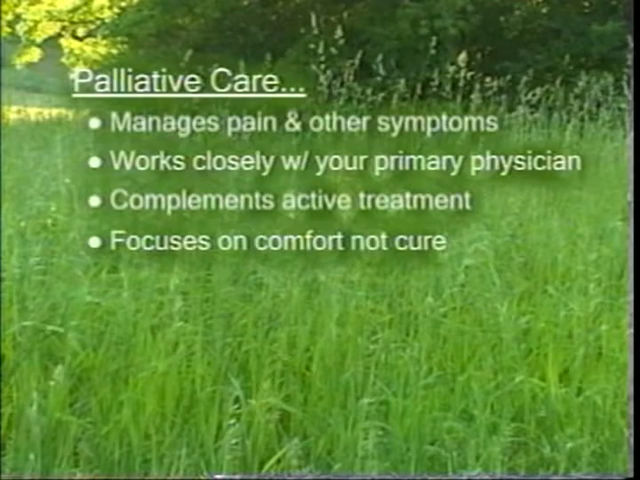 Palliative Care...
● Manages pain & other symptoms
● Works closely w/ your primary physician
● Complements active treatment
● Focuses on comfort not cure